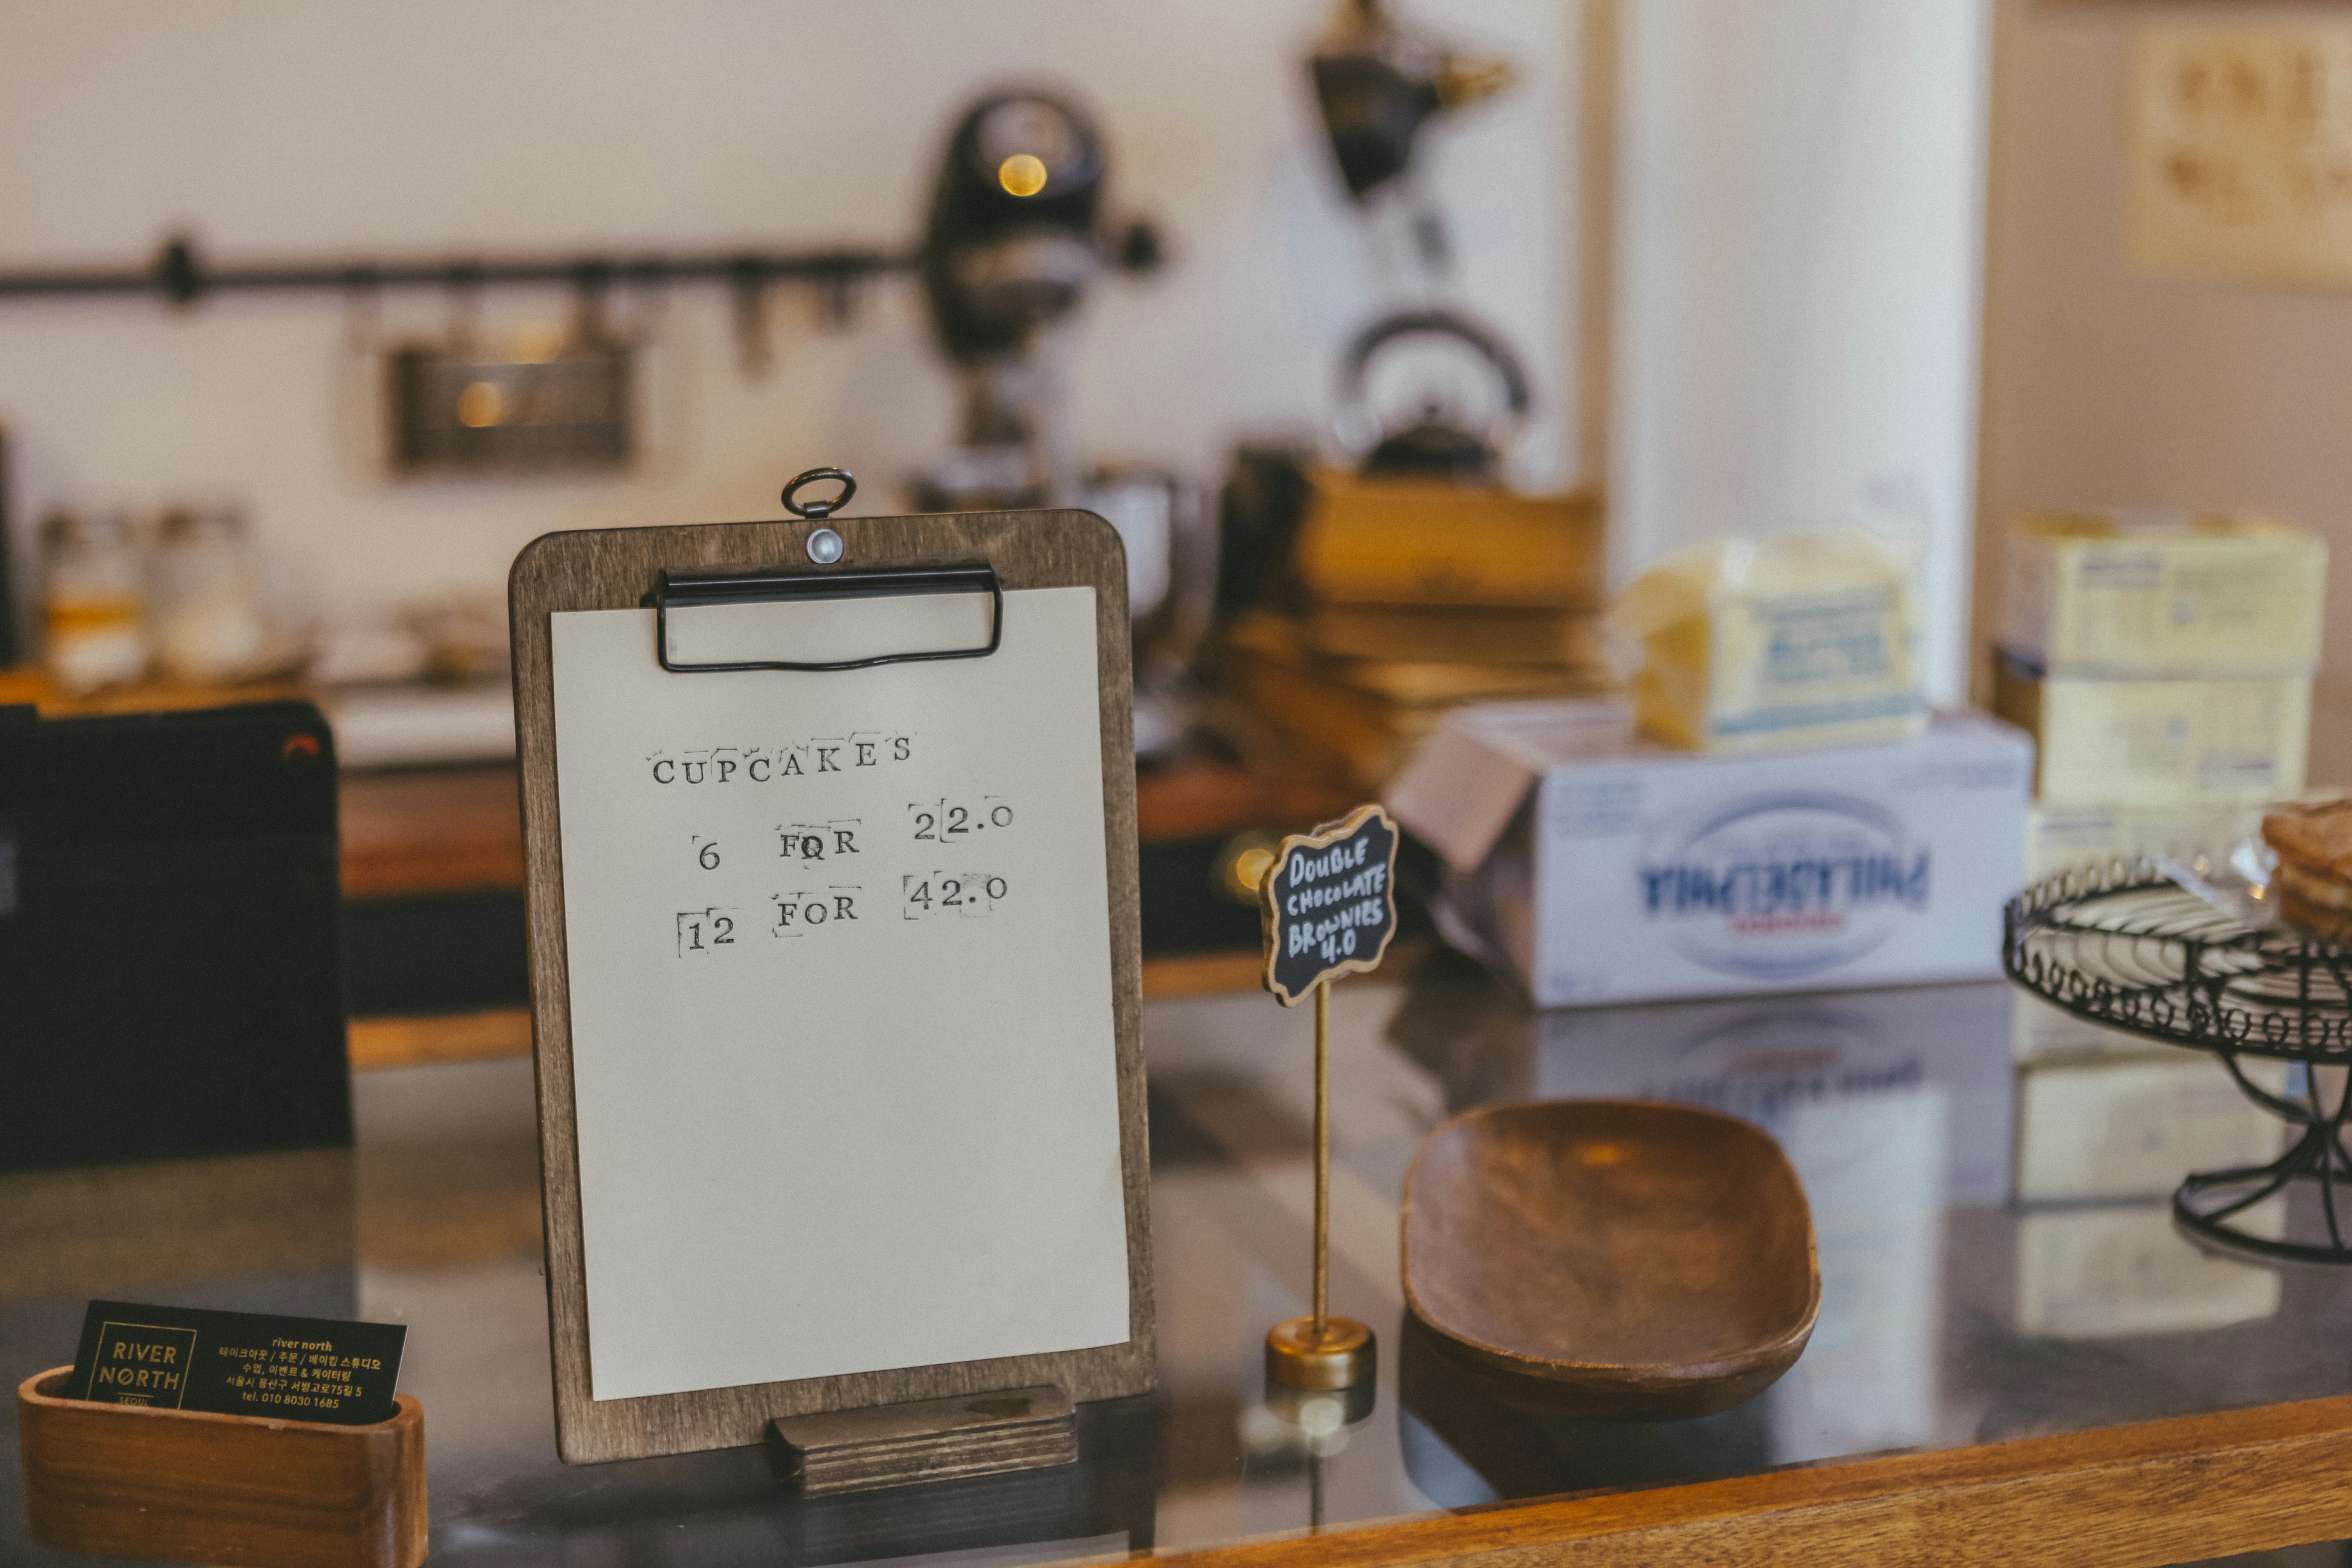 CUPCAKES
6 FOR 22.0
12 FOR 42.0
DOUBLE
CHOCOLATE
BROWNIES
4.0
PHILADELPHIA
RIVER
NØRTH
SEOUL
river north
테이크아웃 / 주문 / 베이킹 스튜디오
수업, 이벤트 & 케이터링
서울시 용산구 서빙고로75길 5
tel. 010 8030 1685